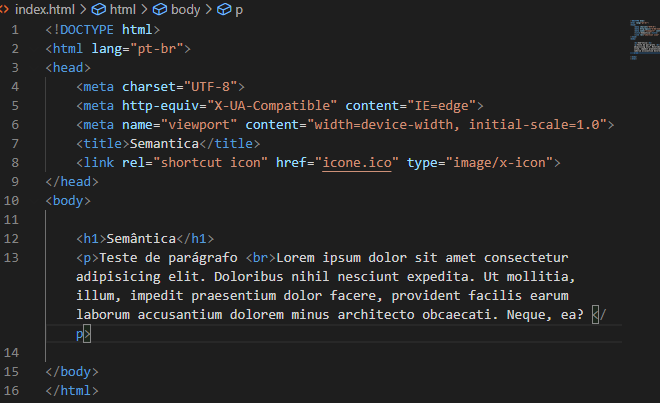 index.html > html > body > p
1 <!DOCTYPE html>
2 <html lang="pt-br">
3 <head>
4 <meta charset="UTF-8">
5 <meta http-equiv="X-UA-Compatible" content="IE=edge">
6 <meta name="viewport" content="width=device-width, initial-scale=1.0">
7 <title>Semantica</title>
8 <link rel="shortcut icon" href="icone.ico" type="image/x-icon">
9 </head>
10 <body>
11
12 <h1>Semântica</h1>
13 <p>Teste de parágrafo <br>Lorem ipsum dolor sit amet consectetur
adipisicing elit. Doloribus nihil nesciunt expedita. Ut mollitia,
illum, impedit praesentium dolor facere, provident facilis earum
laborum accusantium dolorem minus architecto obcaecati. Neque, ea? </
p>
14
15 </body>
16 </html>